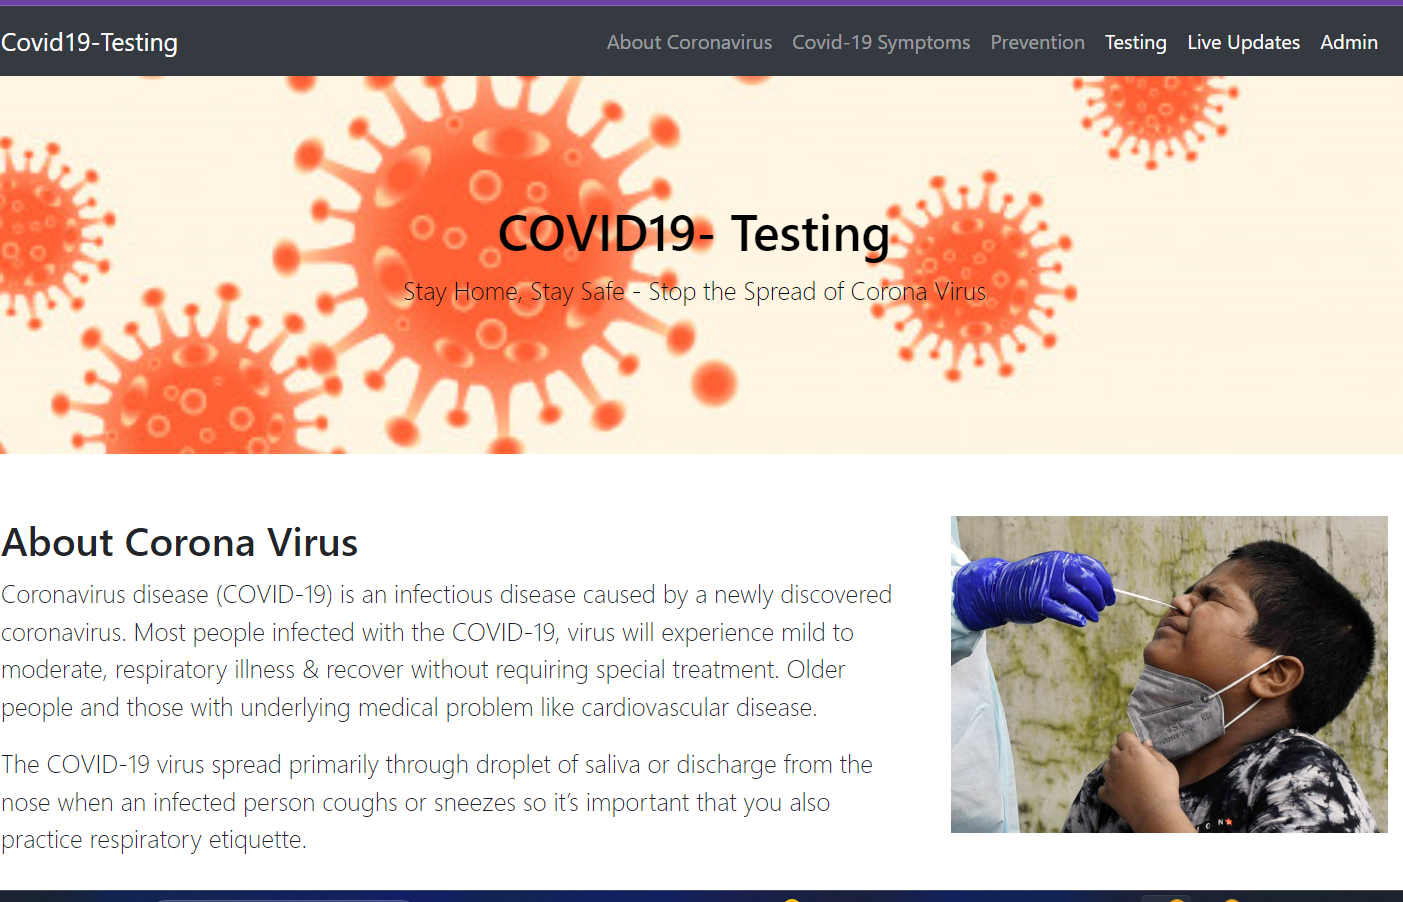 Covid19-Testing
About Coronavirus Covid-19 Symptoms Prevention Testing Live Updates Admin
COVID19- Testing
Stay Home, Stay Safe - Stop the Spread of Corona Virus
About Corona Virus
Coronavirus disease (COVID-19) is an infectious disease caused by a newly discovered
coronavirus. Most people infected with the COVID-19, virus will experience mild to
moderate, respiratory illness & recover without requiring special treatment. Older
people and those with underlying medical problem like cardiovascular disease.
The COVID-19 virus spread primarily through droplet of saliva or discharge from the
nose when an infected person coughs or sneezes so it’s important that you also
practice respiratory etiquette.